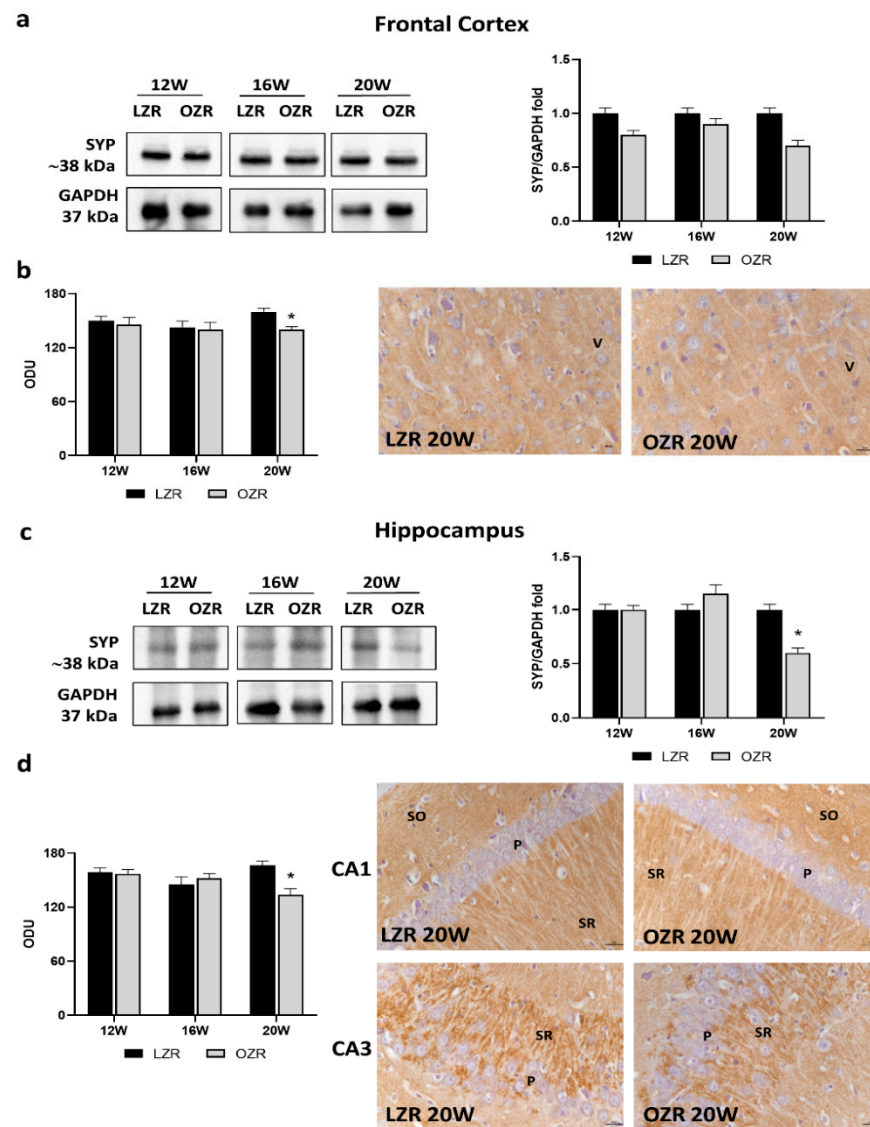 a
Frontal Cortex
12W 16W 20W
LZR OZR LZR OZR LZR OZR
SYP
~38 kDa
GAPDH
37 kDa
SYP/GAPDH fold
1.5
1.0
0.5
0.0
12W 16W 20W
LZR OZR
b
ODU
180
120
60
0
*
12W 16W 20W
LZR OZR
V
LZR 20W
V
OZR 20W
c
Hippocampus
12W 16W 20W
LZR OZR LZR OZR LZR OZR
SYP
~38 kDa
GAPDH
37 kDa
SYP/GAPDH fold
1.5
1.0
0.5
0.0
*
12W 16W 20W
LZR OZR
d
ODU
180
120
60
0
*
12W 16W 20W
LZR OZR
CA1
SO
P
SR
LZR 20W
SO
SR
P
OZR 20W
CA3
SR
P
LZR 20W
P
SR
OZR 20W